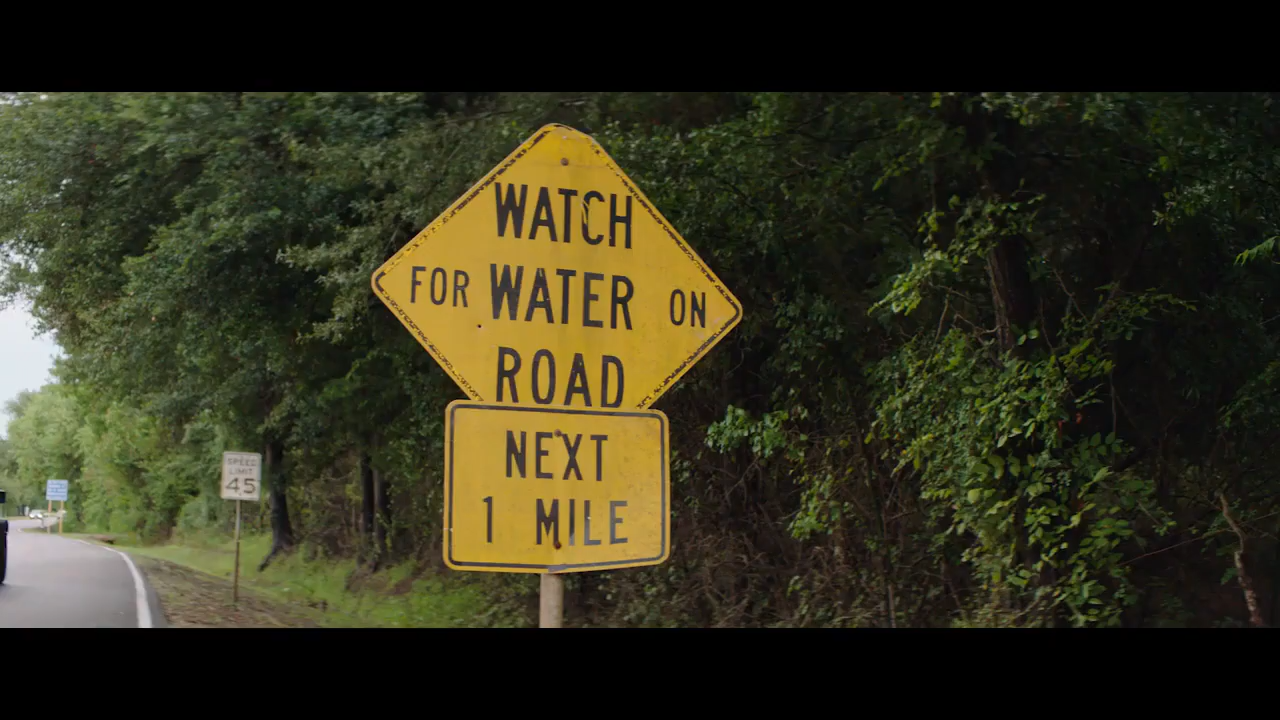 WATCH
FOR WATER ON
ROAD
NEXT
1 MILE
SPEED
LIMIT
45